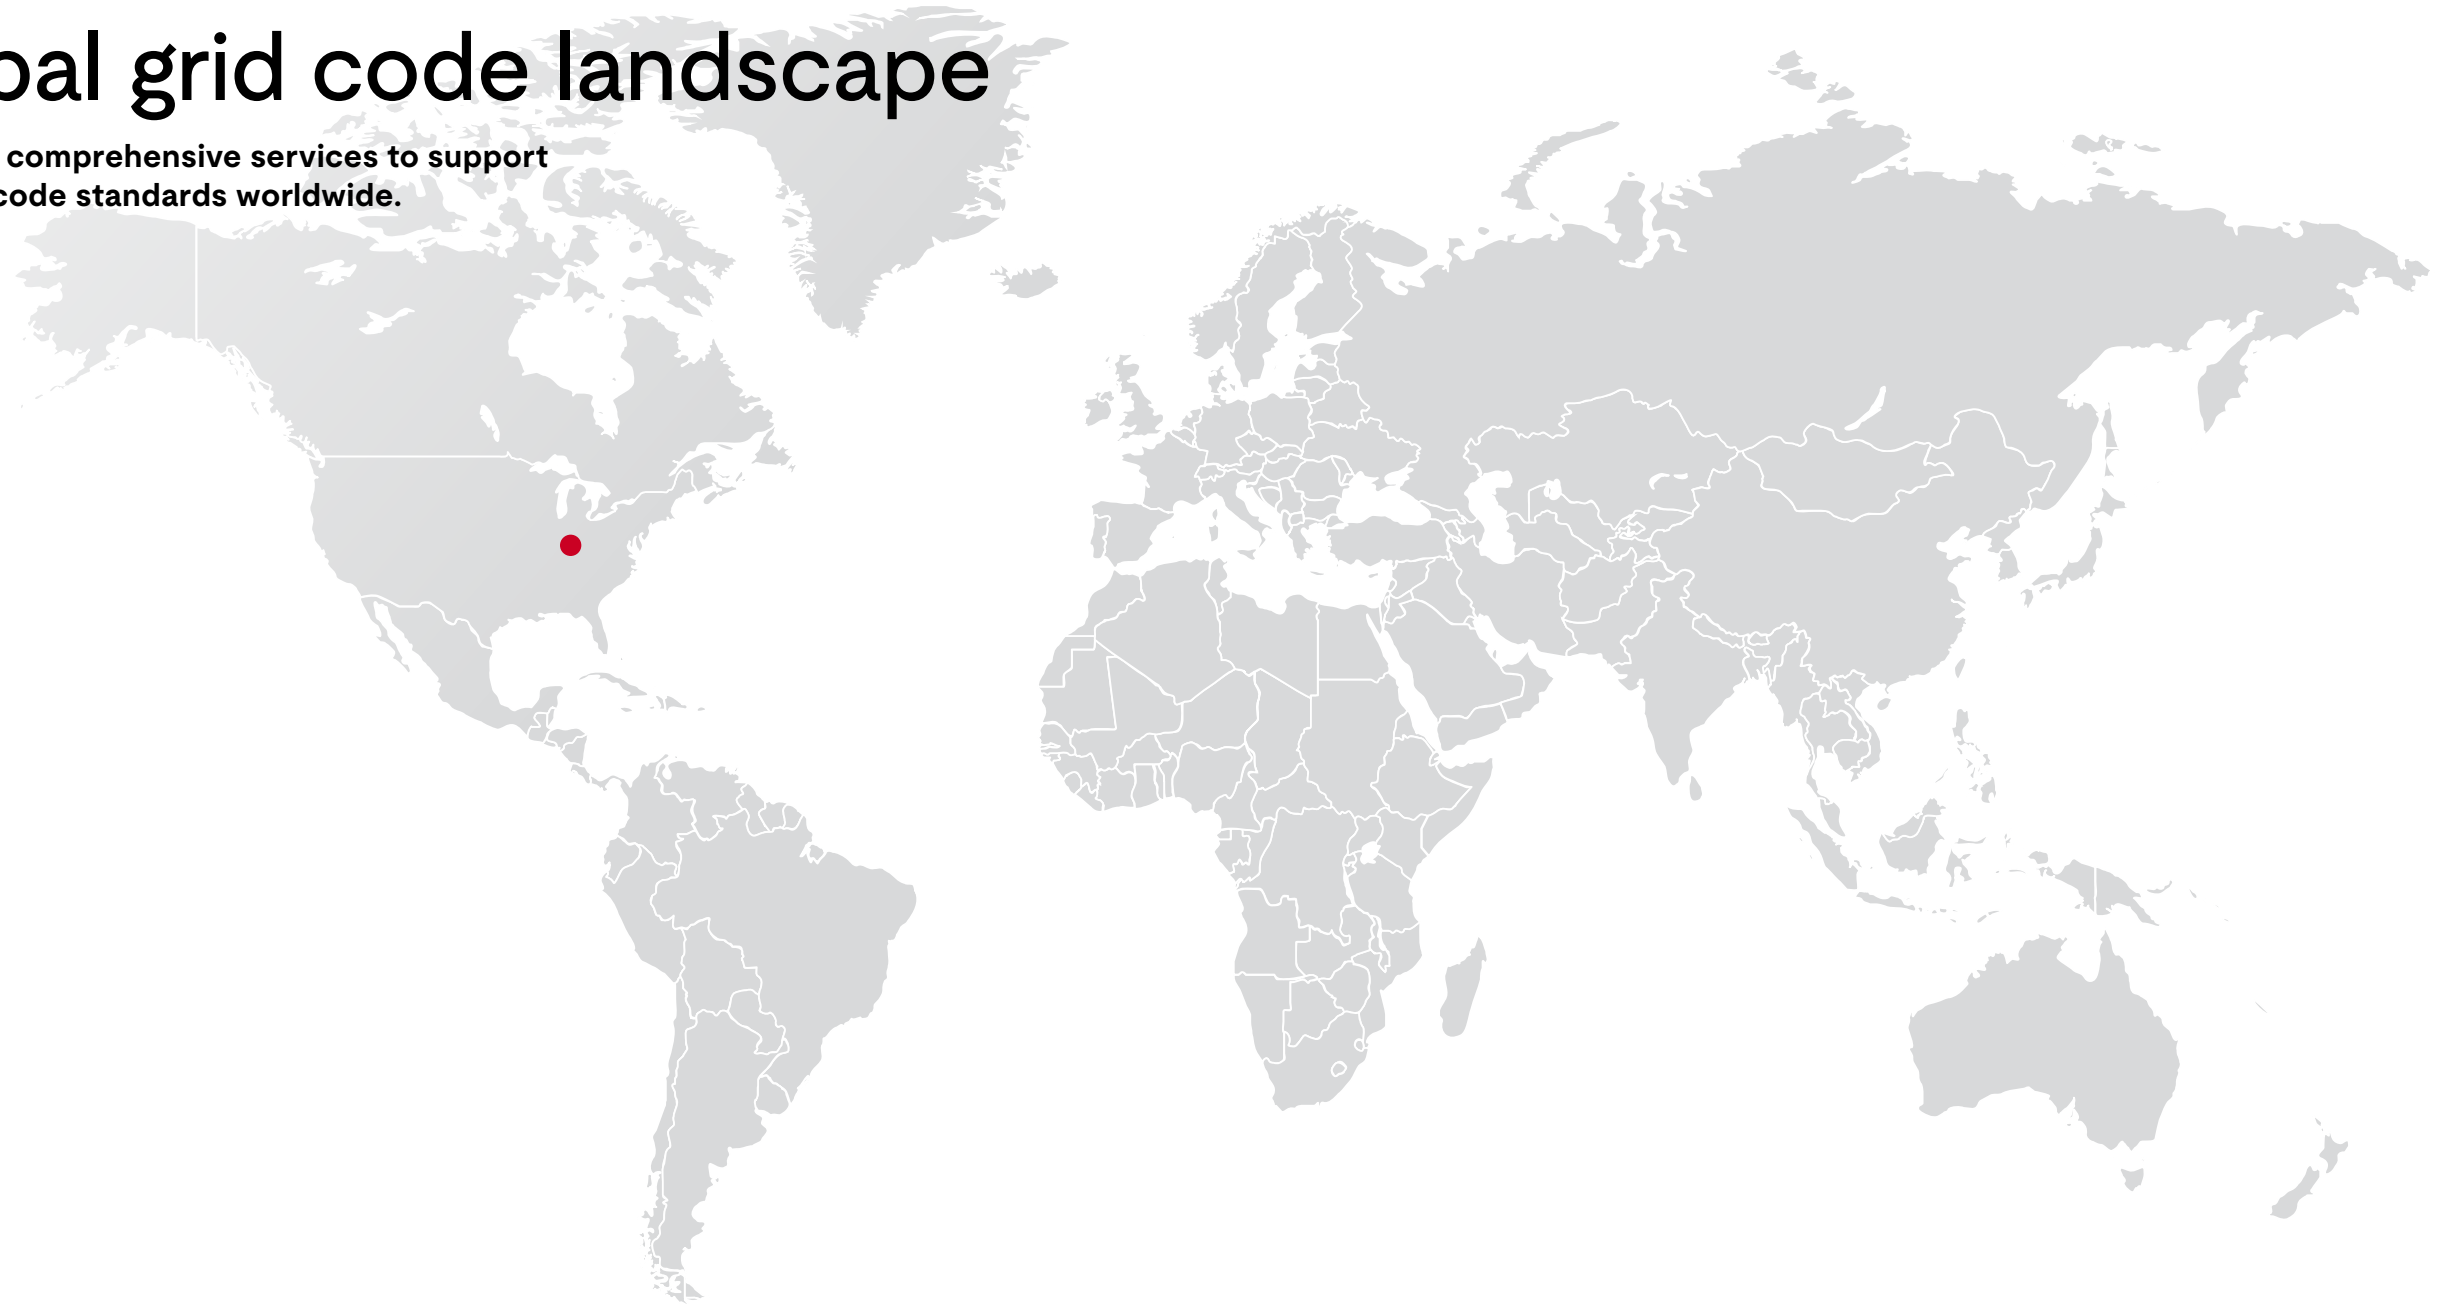 bal grid code landscape
comprehensive services to support
code standards worldwide.